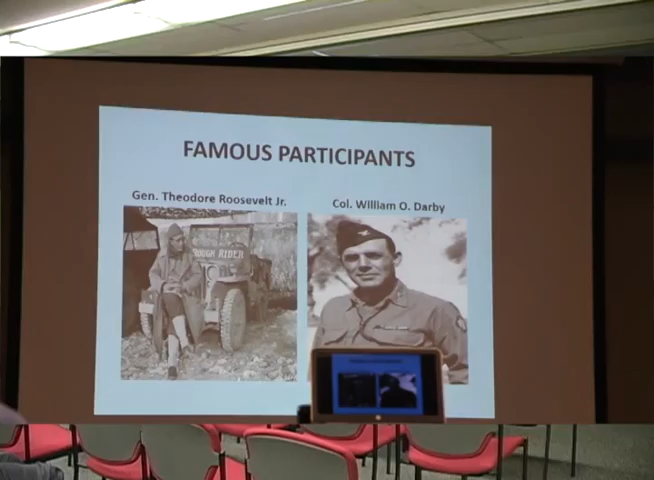 FAMOUS PARTICIPANTS
Gen. Theodore Roosevelt Jr.
Col. William O. Darby
ROUGH RIDER